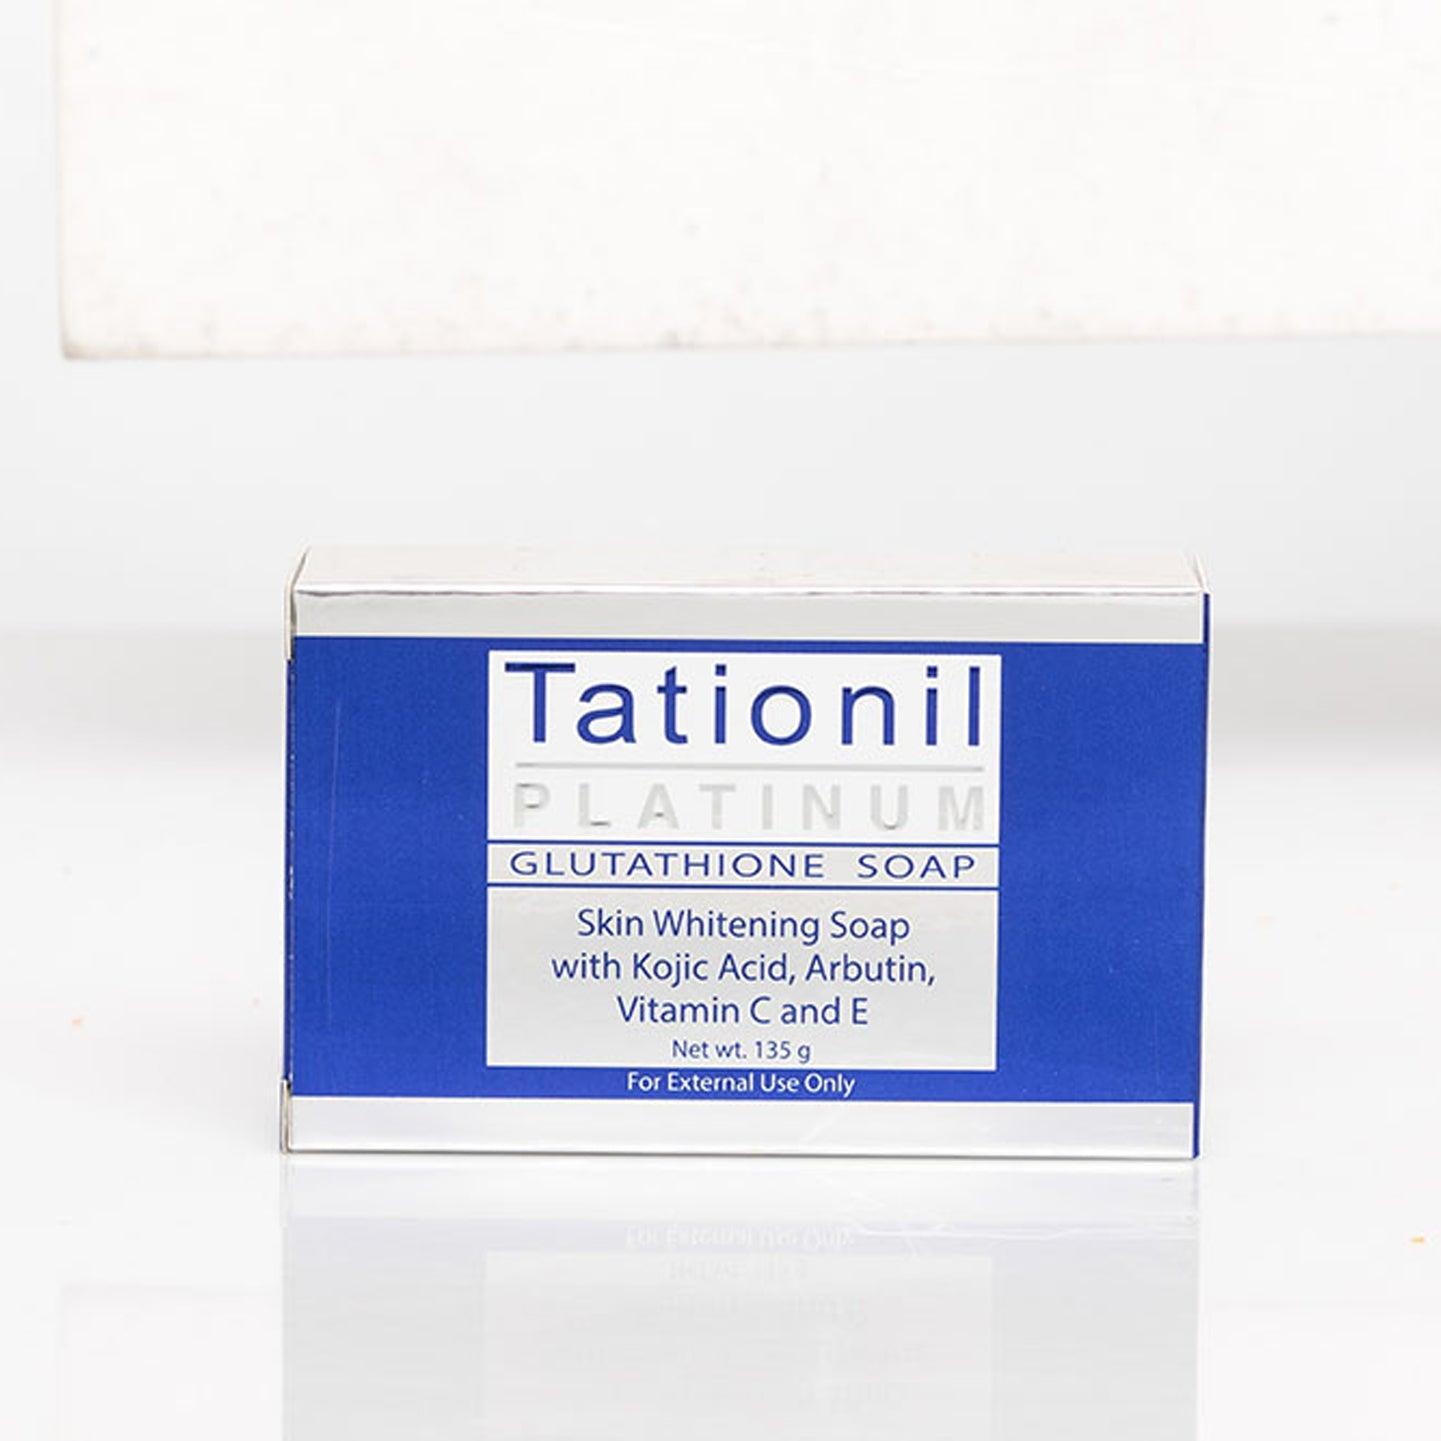 Tationil
PLATINUM
GLUTATHIONE SOAP
Skin Whitening Soap
with Kojic Acid, Arbutin,
Vitamin C and E
Net wt. 135 g
For External Use Only